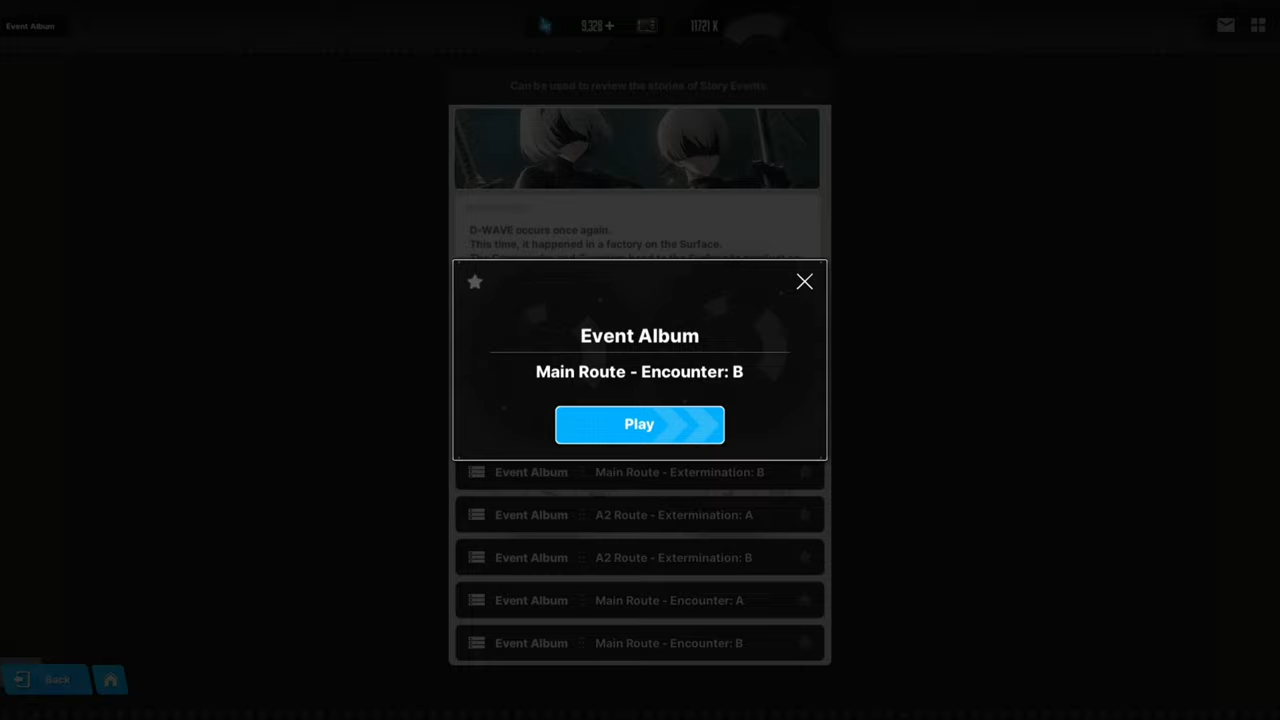 Event Album
9,328 +
11721 K
Can be used to review the stories of Story Events
D-WAVE occurs once again.
This time, it happened in a factory on the Surface.
Event Album
Main Route - Encounter: B
Play
Event Album Main Route - Extermination: B
Event Album A2 Route - Extermination: A
Event Album A2 Route - Extermination: B
Event Album Main Route - Encounter: A
Event Album Main Route - Encounter: B
Back